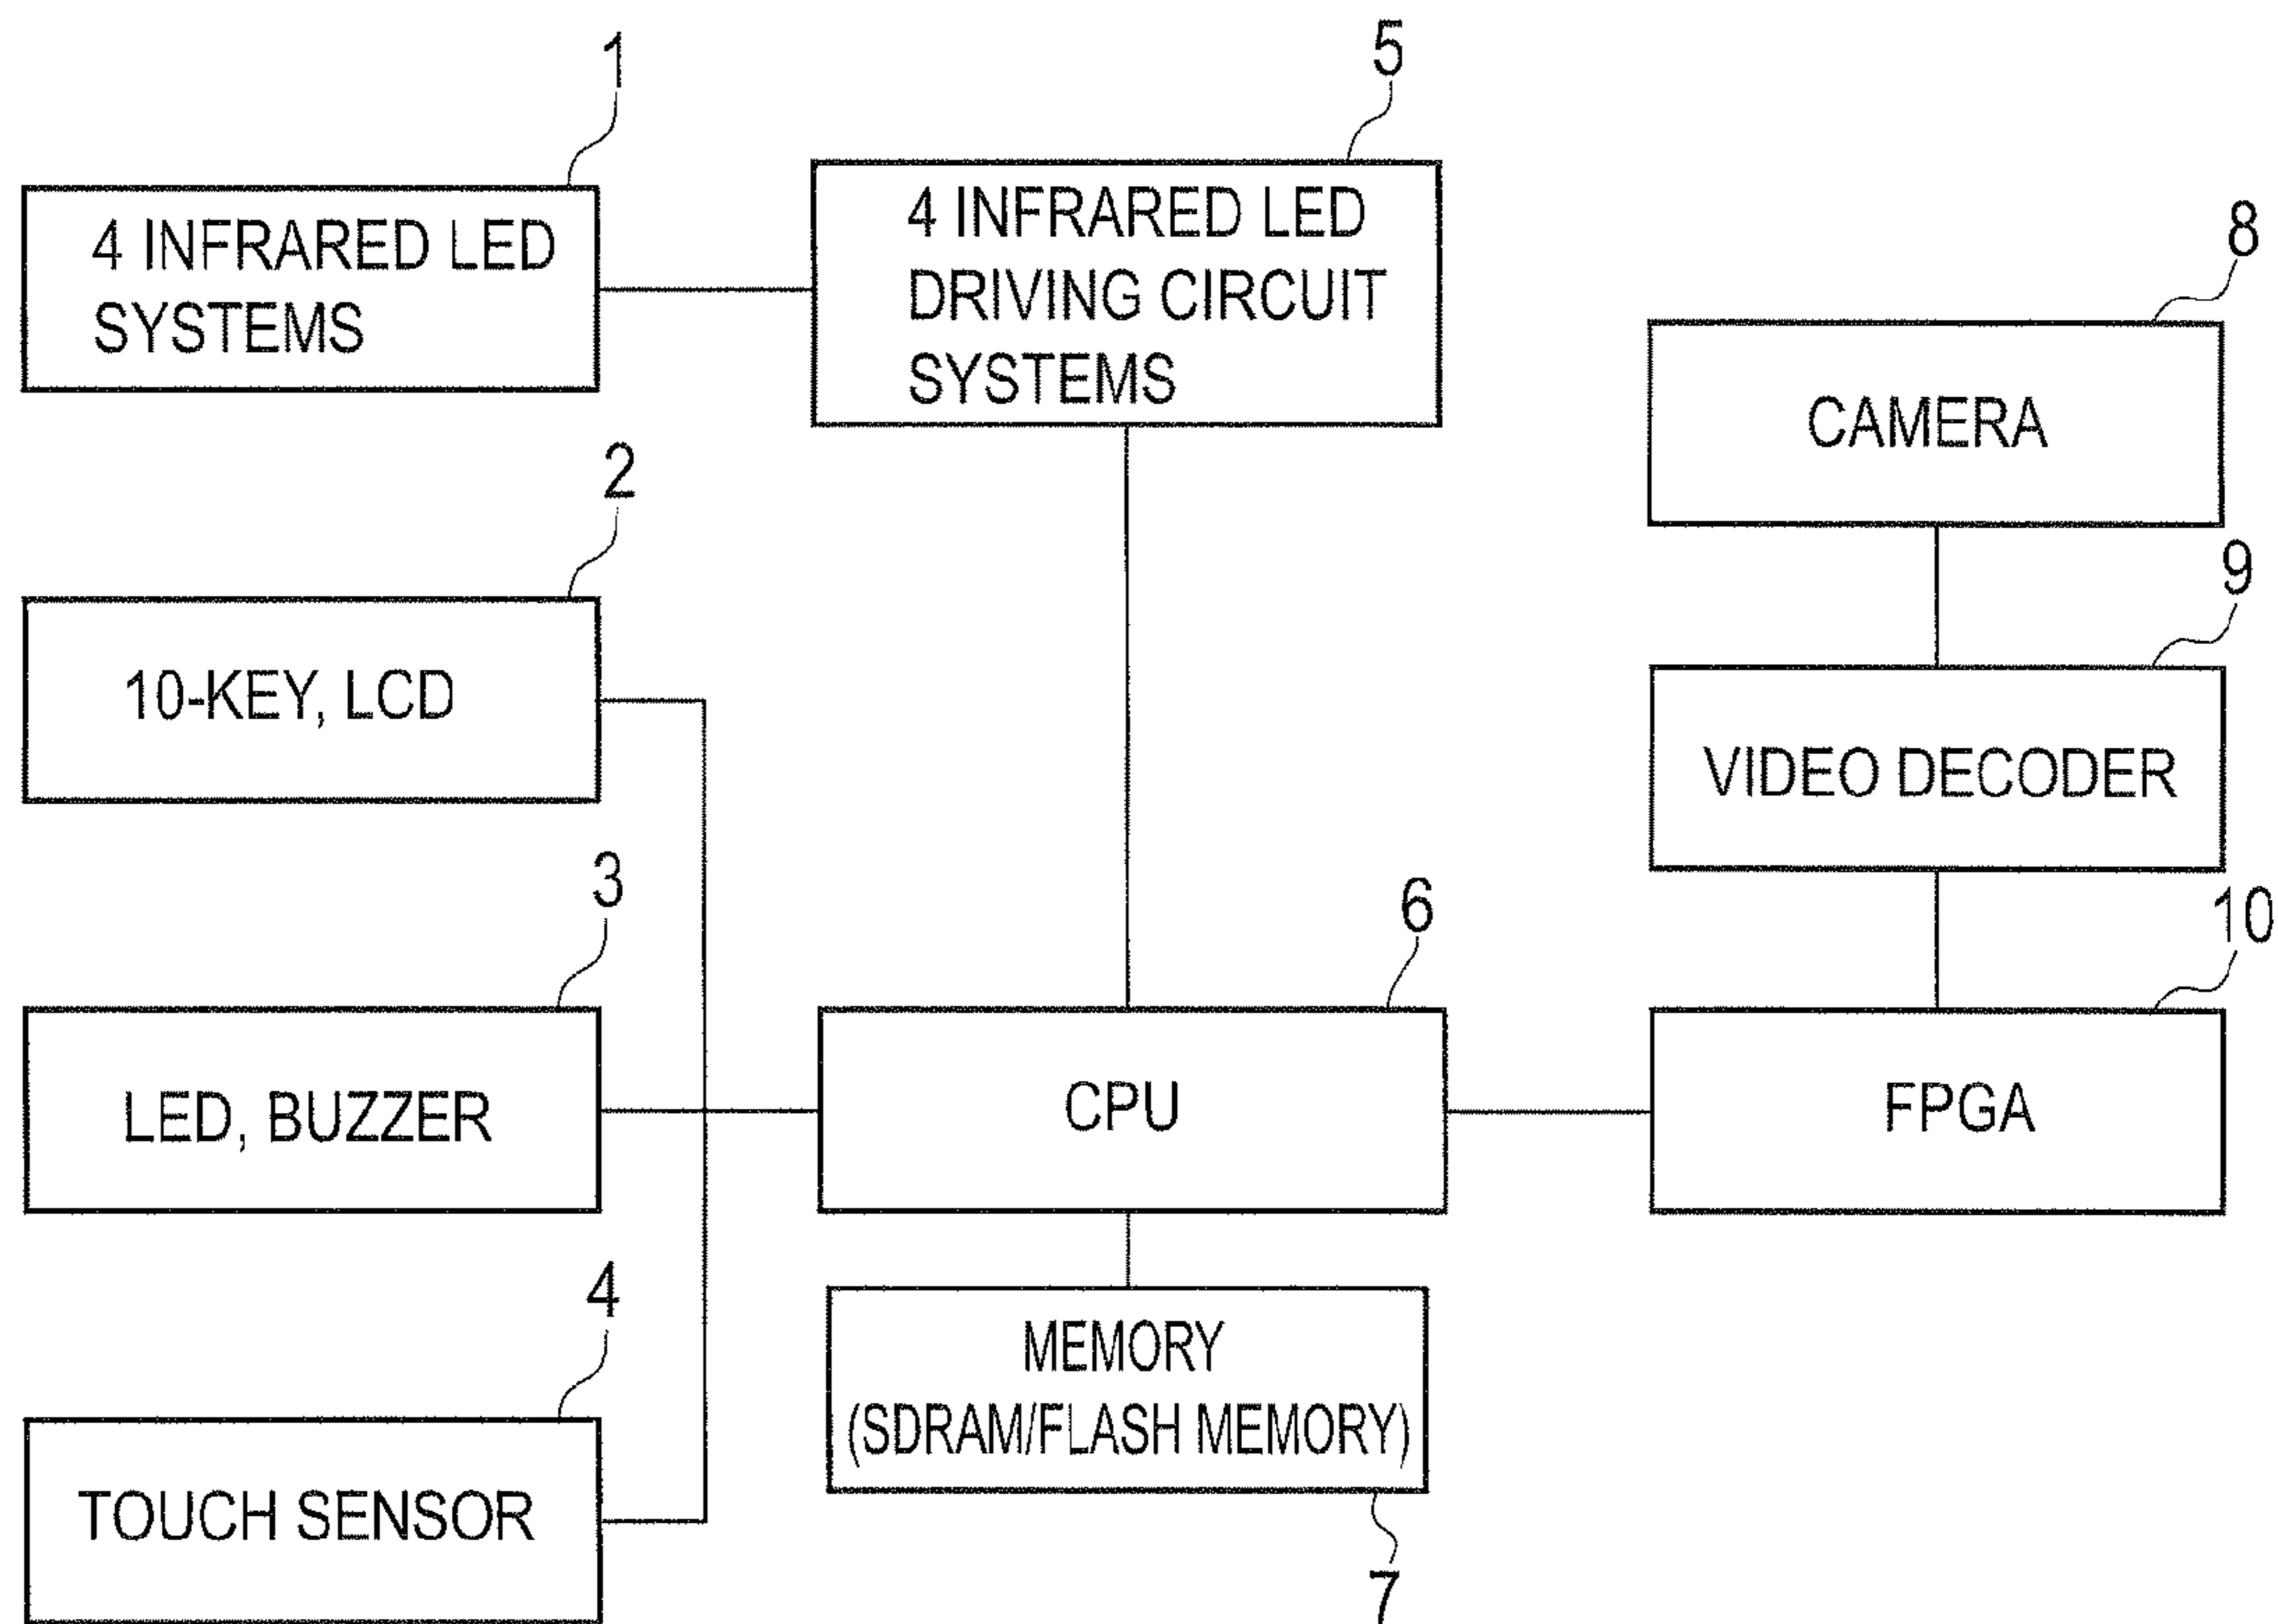 1
4 INFRARED LED
SYSTEMS
5
4 INFRARED LED
DRIVING CIRCUIT
SYSTEMS
8
CAMERA
2
10-KEY, LCD
9
VIDEO DECODER
3
LED, BUZZER
6
CPU
10
FPGA
4
TOUCH SENSOR
MEMORY
(SDRAM/FLASH MEMORY)
7